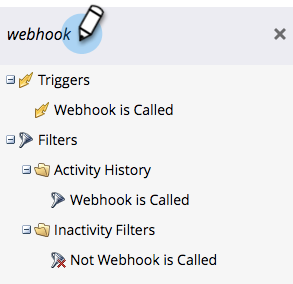 webhook
Triggers
Webhook is Called
Filters
Activity History
Webhook is Called
Inactivity Filters
Not Webhook is Called